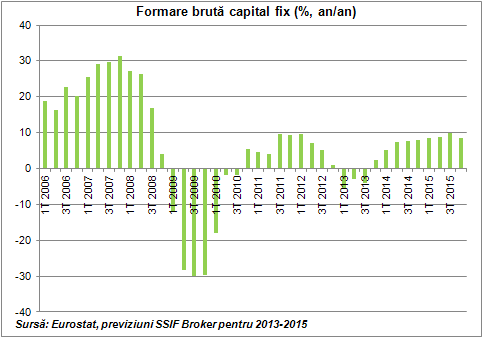 Formare brută capital fix (%, an/an)
40
30
20
10
0
-10
-20
-30
-40
1T 2006
3T 2006
1T 2007
3T 2007
1T 2008
3T 2008
1T 2009
3T 2009
1T 2010
3T 2010
1T 2011
3T 2011
1T 2012
3T 2012
1T 2013
3T 2013
1T 2014
3T 2014
1T 2015
3T 2015
Sursă: Eurostat, previziuni SSIF Broker pentru 2013-2015